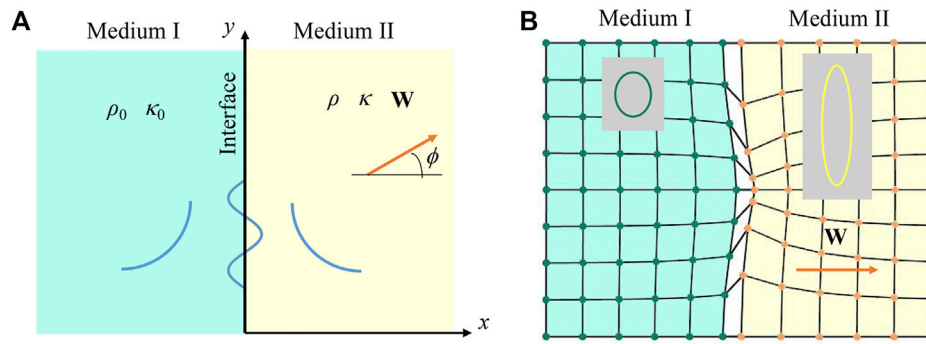 A
Medium I
y
Medium II
Interface
ρ₀ κ₀
ρ κ W
ϕ
x
B
Medium I
Medium II
W